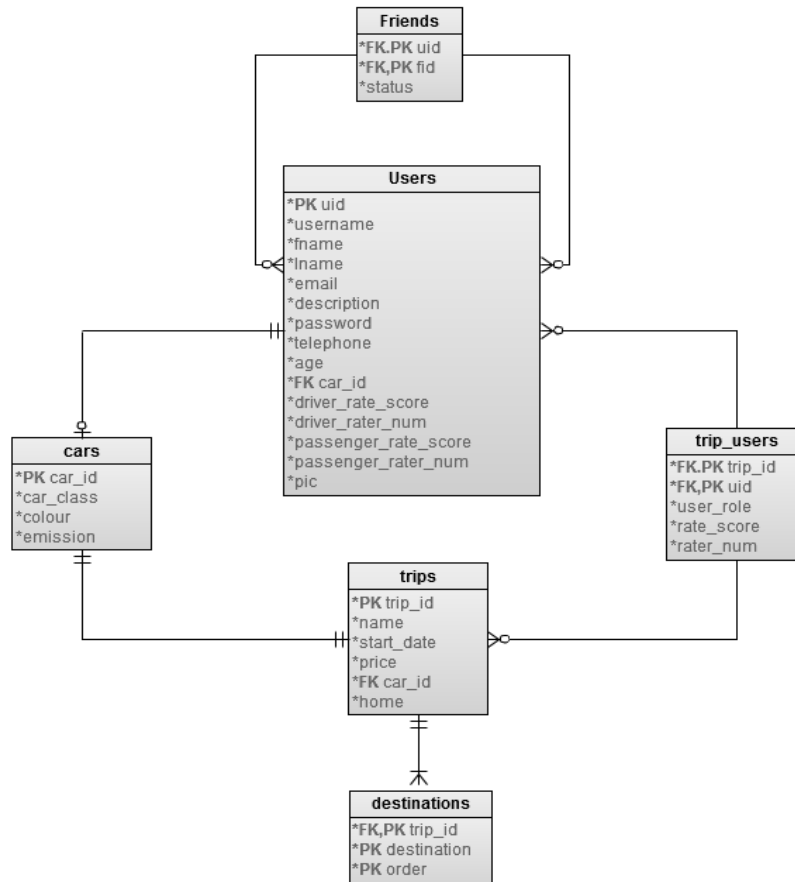 Friends
*FK.PK uid
*FK,PK fid
*status
Users
*PK uid
*username
*fname
*lname
*email
*description
*password
*telephone
*age
*FK car_id
*driver_rate_score
*driver_rater_num
*passenger_rate_score
*passenger_rater_num
*pic
cars
*PK car_id
*car_class
*colour
*emission
trip_users
*FK.PK trip_id
*FK,PK uid
*user_role
*rate_score
*rater_num
trips
*PK trip_id
*name
*start_date
*price
*FK car_id
*home
destinations
*FK,PK trip_id
*PK destination
*PK order